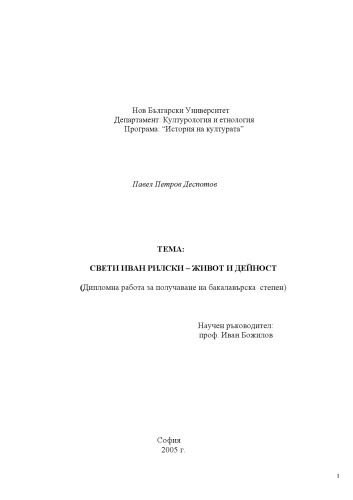 Нов Български Университет
Департамент: Културология и етнология
Програма: “История на културата”
Павел Петров Деспотов
ТЕМА:
СВЕТИ ИВАН РИЛСКИ – ЖИВОТ И ДЕЙНОСТ
(Дипломна работа за получаване на бакалавърска степен)
Научен ръководител:
проф. Иван Божилов
София
2005 г.
1